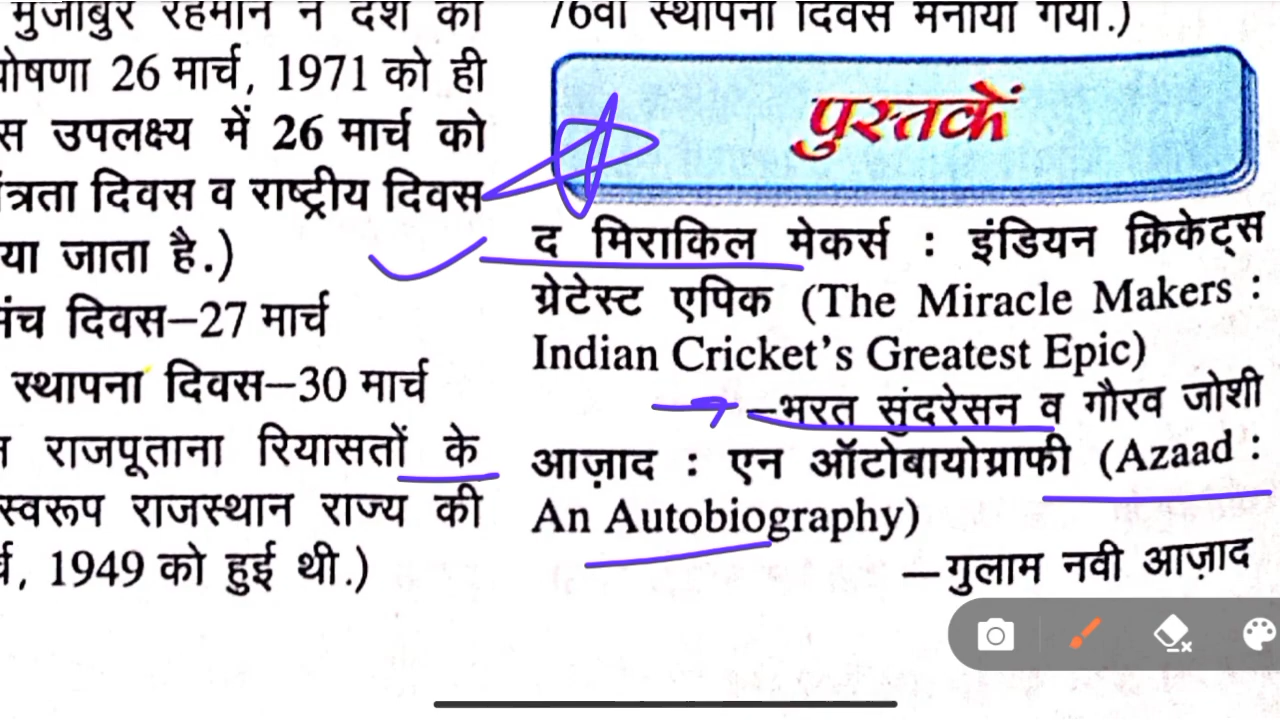 मुजीबुर रहमान ने देश की
घोषणा 26 मार्च, 1971 को ही
स उपलक्ष्य में 26 मार्च को
तंत्रता दिवस व राष्ट्रीय दिवस
या जाता है.)
मंच दिवस–27 मार्च
स्थापना दिवस–30 मार्च
राजपूताना रियासतों के
स्वरूप राजस्थान राज्य की
1949 को हुई थी.)
76वां स्थापना दिवस मनाया गया.)
पुस्तकें
द मिराकिल मेकर्स : इंडियन क्रिकेट्स
ग्रेटेस्ट एपिक (The Miracle Makers :
Indian Cricket's Greatest Epic)
–भरत सुंदरेसन व गौरव जोशी
आज़ाद : एन ऑटोबायोग्राफी (Azaad :
An Autobiography)
—गुलाम नवी आज़ाद